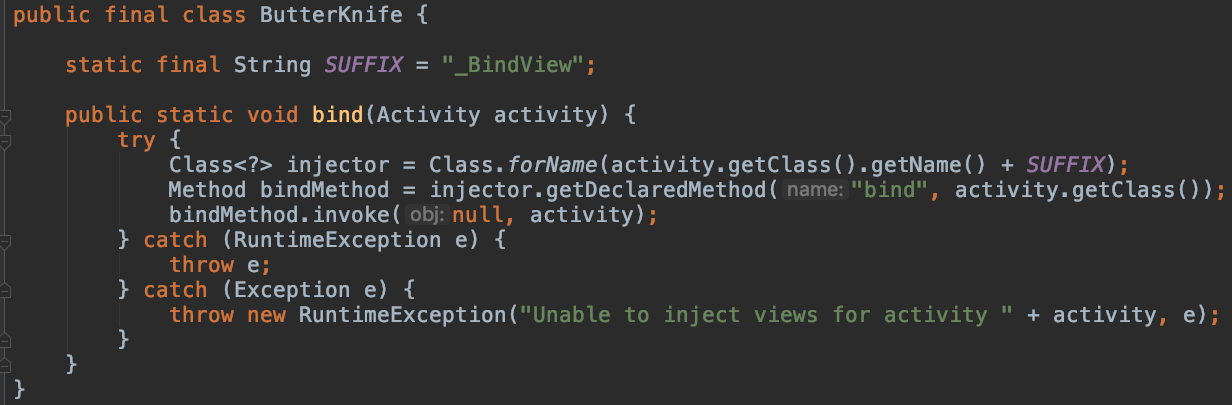 public final class ButterKnife {
static final String SUFFIX = "_BindView";
public static void bind(Activity activity) {
try {
Class<?> injector = Class.forName(activity.getClass().getName() + SUFFIX);
Method bindMethod = injector.getDeclaredMethod( name: "bind", activity.getClass());
bindMethod.invoke( obj: null, activity);
} catch (RuntimeException e) {
throw e;
} catch (Exception e) {
throw new RuntimeException("Unable to inject views for activity " + activity, e);
}
}
}